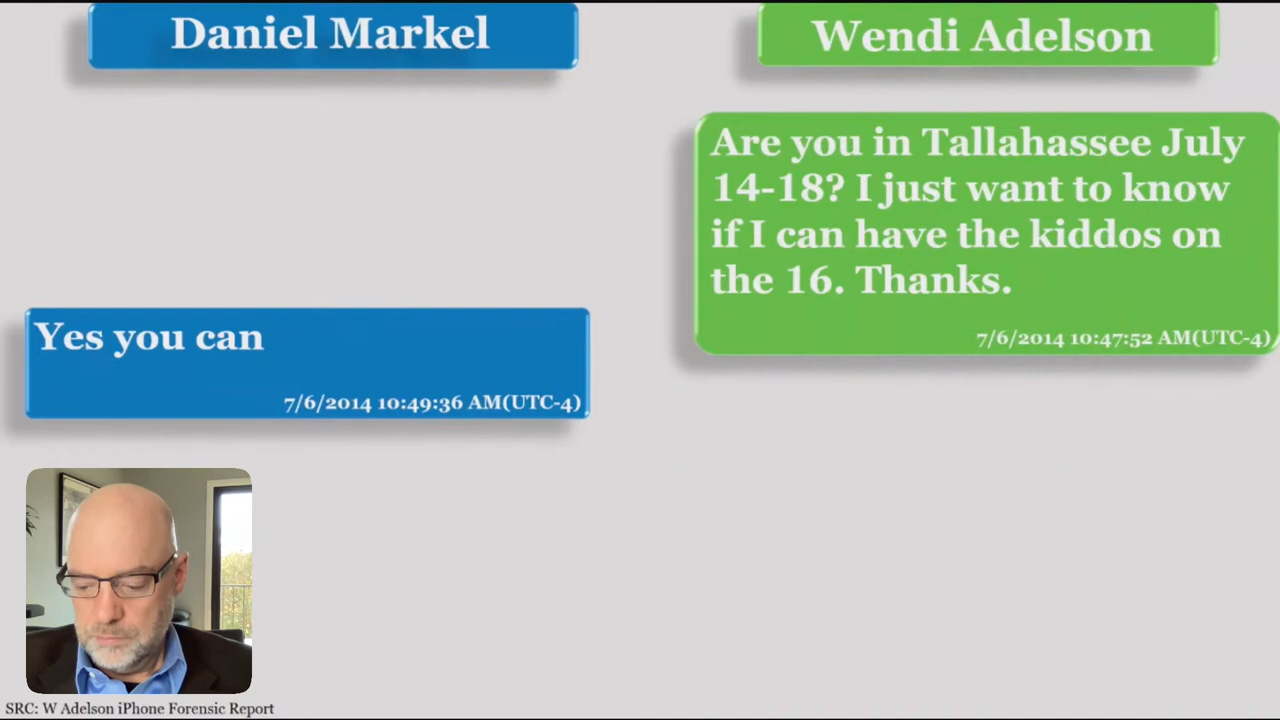 Daniel Markel
Wendi Adelson
Are you in Tallahassee July
14-18? I just want to know
if I can have the kiddos on
the 16. Thanks.
7/6/2014 10:47:52 AM(UTC-4)
Yes you can
7/6/2014 10:49:36 AM(UTC-4)
SRC: W Adelson iPhone Forensic Report